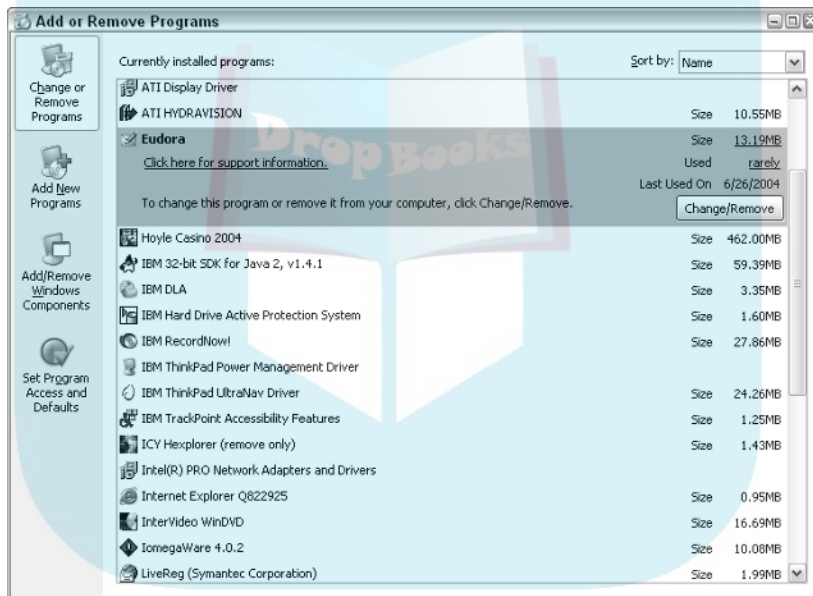 Add or Remove Programs
Change or
Remove
Programs
Add New
Programs
Add/Remove
Windows
Components
Set Program
Access and
Defaults
Currently installed programs:
Sort by: Name
ATI Display Driver
ATI HYDRAVISION Size 10.55MB
Eudora Size 13.19MB
Click here for support information. Used rarely
Last Used On 6/26/2004
To change this program or remove it from your computer, click Change/Remove. Change/Remove
Hoyle Casino 2004 Size 462.00MB
IBM 32-bit SDK for Java 2, v1.4.1 Size 59.39MB
IBM DLA Size 3.35MB
IBM Hard Drive Active Protection System Size 1.60MB
IBM RecordNow! Size 27.86MB
IBM ThinkPad Power Management Driver
IBM ThinkPad UltraNav Driver Size 24.26MB
IBM TrackPoint Accessibility Features Size 1.25MB
ICY Hexplorer (remove only) Size 1.43MB
Intel(R) PRO Network Adapters and Drivers
Internet Explorer Q822925 Size 0.95MB
InterVideo WinDVD Size 16.69MB
IomegaWare 4.0.2 Size 10.08MB
LiveReg (Symantec Corporation) Size 1.99MB
DropBooks